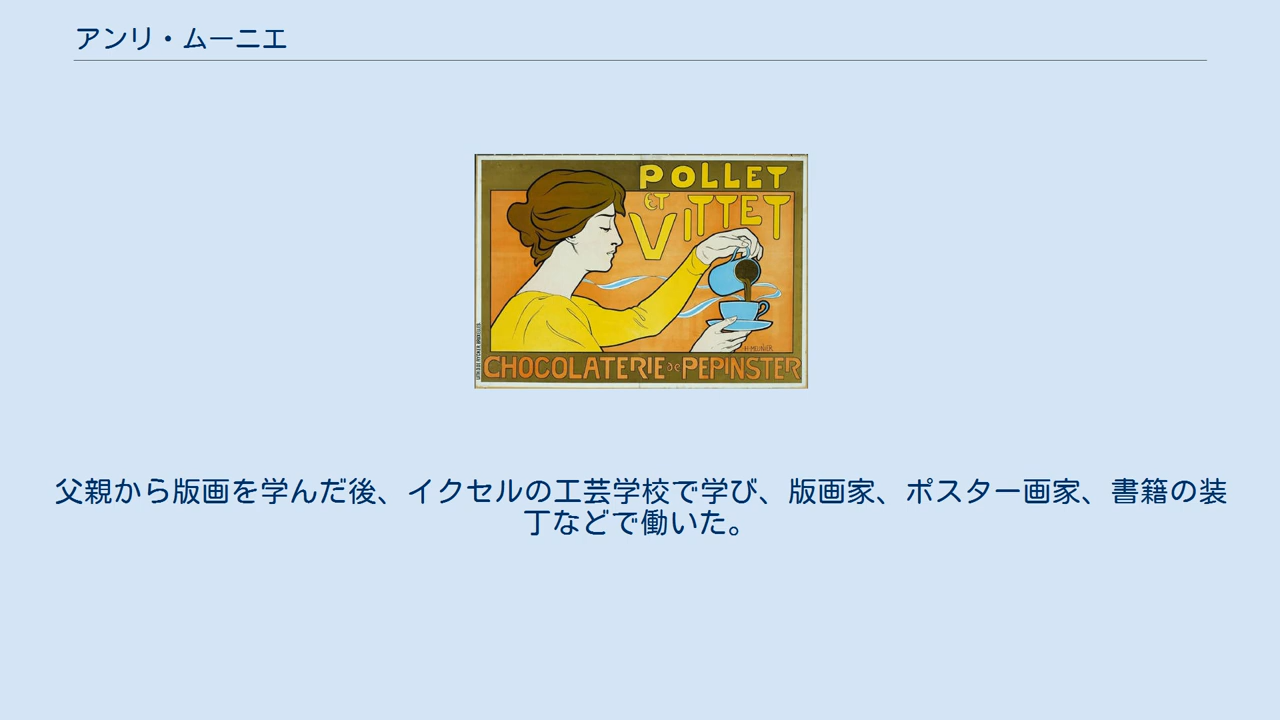 アンリ・ムーニエ
POLLET
ET
VITTET
H. MEUNIER
CHOCOLATERIE de PEPINSTER
父親から版画を学んだ後、イクセルの工芸学校で学び、版画家、ポスター画家、書籍の装
丁などで働いた。